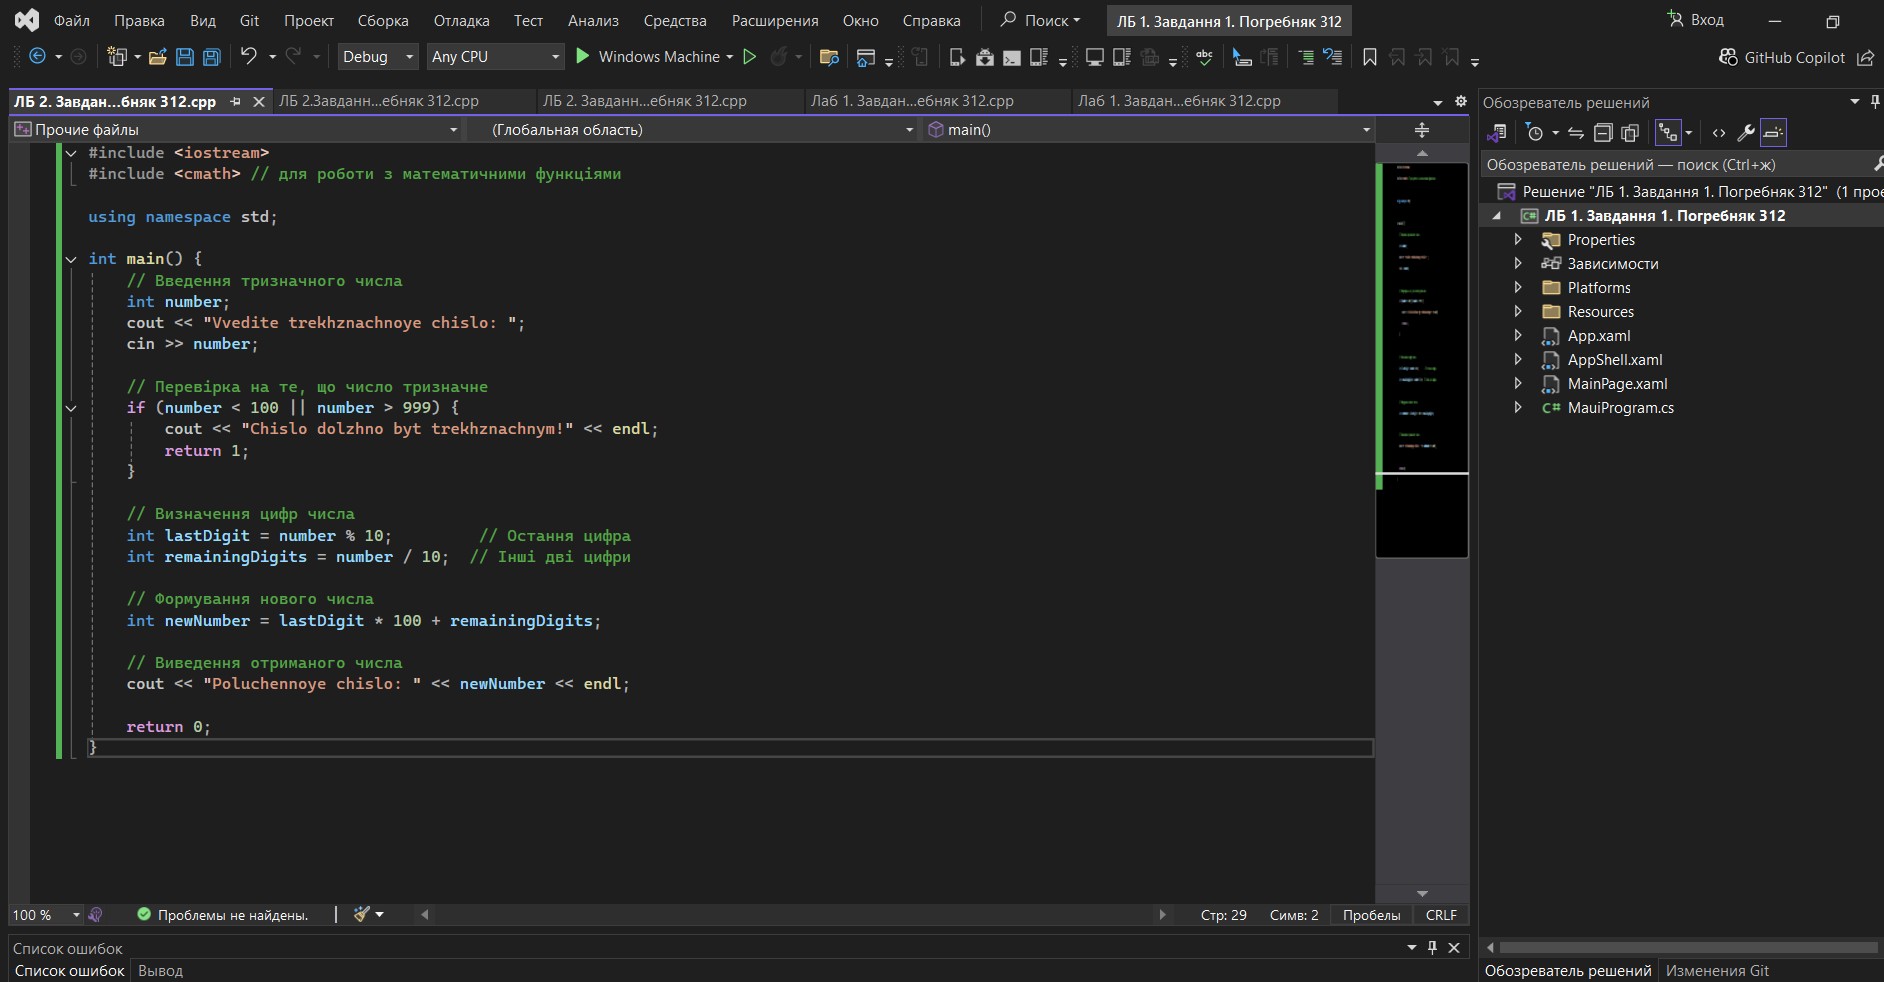 Файл Правка Вид Git Проект Сборка Отладка Тест Анализ Средства Расширения Окно Справка Поиск ЛБ 1. Завдання 1. Погребняк 312 Вход
Debug Any CPU Windows Machine abc GitHub Copilot
ЛБ 2. Завдан...бняк 312.cpp ЛБ 2.Завданн...ебняк 312.cpp ЛБ 2. Завданн...ебняк 312.cpp Лаб 1. Завдан...ебняк 312.cpp Лаб 1. Завдан...ебняк 312.cpp
Прочие файлы (Глобальная область) main()
#include <iostream>
#include <cmath> // для роботи з математичними функціями
using namespace std;
int main() {
// Введення тризначного числа
int number;
cout << "Vvedite trekhznachnoye chislo: ";
cin >> number;
// Перевірка на те, що число тризначне
if (number < 100 || number > 999) {
cout << "Chislo dolzhno byt trekhznachnym!" << endl;
return 1;
}
// Визначення цифр числа
int lastDigit = number % 10; // Остання цифра
int remainingDigits = number / 10; // Інші дві цифри
// Формування нового числа
int newNumber = lastDigit * 100 + remainingDigits;
// Виведення отриманого числа
cout << "Poluchennoye chislo: " << newNumber << endl;
return 0;
}
100 % Проблемы не найдены. Стр: 29 Симв: 2 Пробелы CRLF
Список ошибок
Список ошибок Вывод
Обозреватель решений
Обозреватель решений — поиск (Ctrl+ж)
Решение "ЛБ 1. Завдання 1. Погребняк 312" (1 прое
C# ЛБ 1. Завдання 1. Погребняк 312
Properties
Зависимости
Platforms
Resources
App.xaml
AppShell.xaml
MainPage.xaml
C# MauiProgram.cs
Обозреватель решений Изменения Git